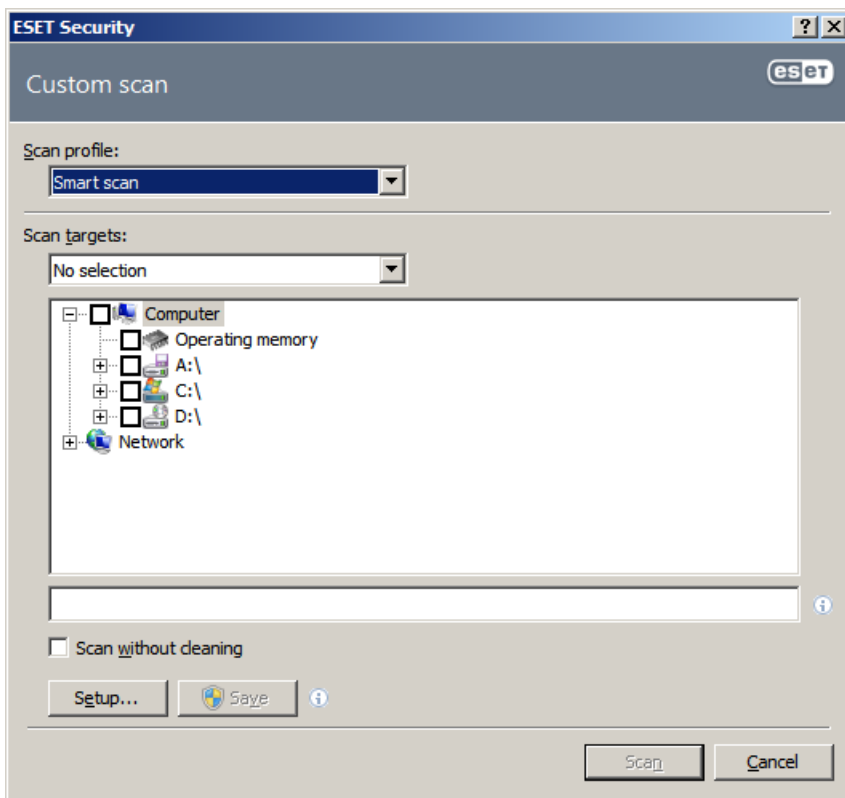 ESET Security
Custom scan
eseT
Scan profile:
Smart scan
Scan targets:
No selection
Computer
Operating memory
A:\
C:\
D:\
Network
Scan without cleaning
Setup... Save
Scan Cancel